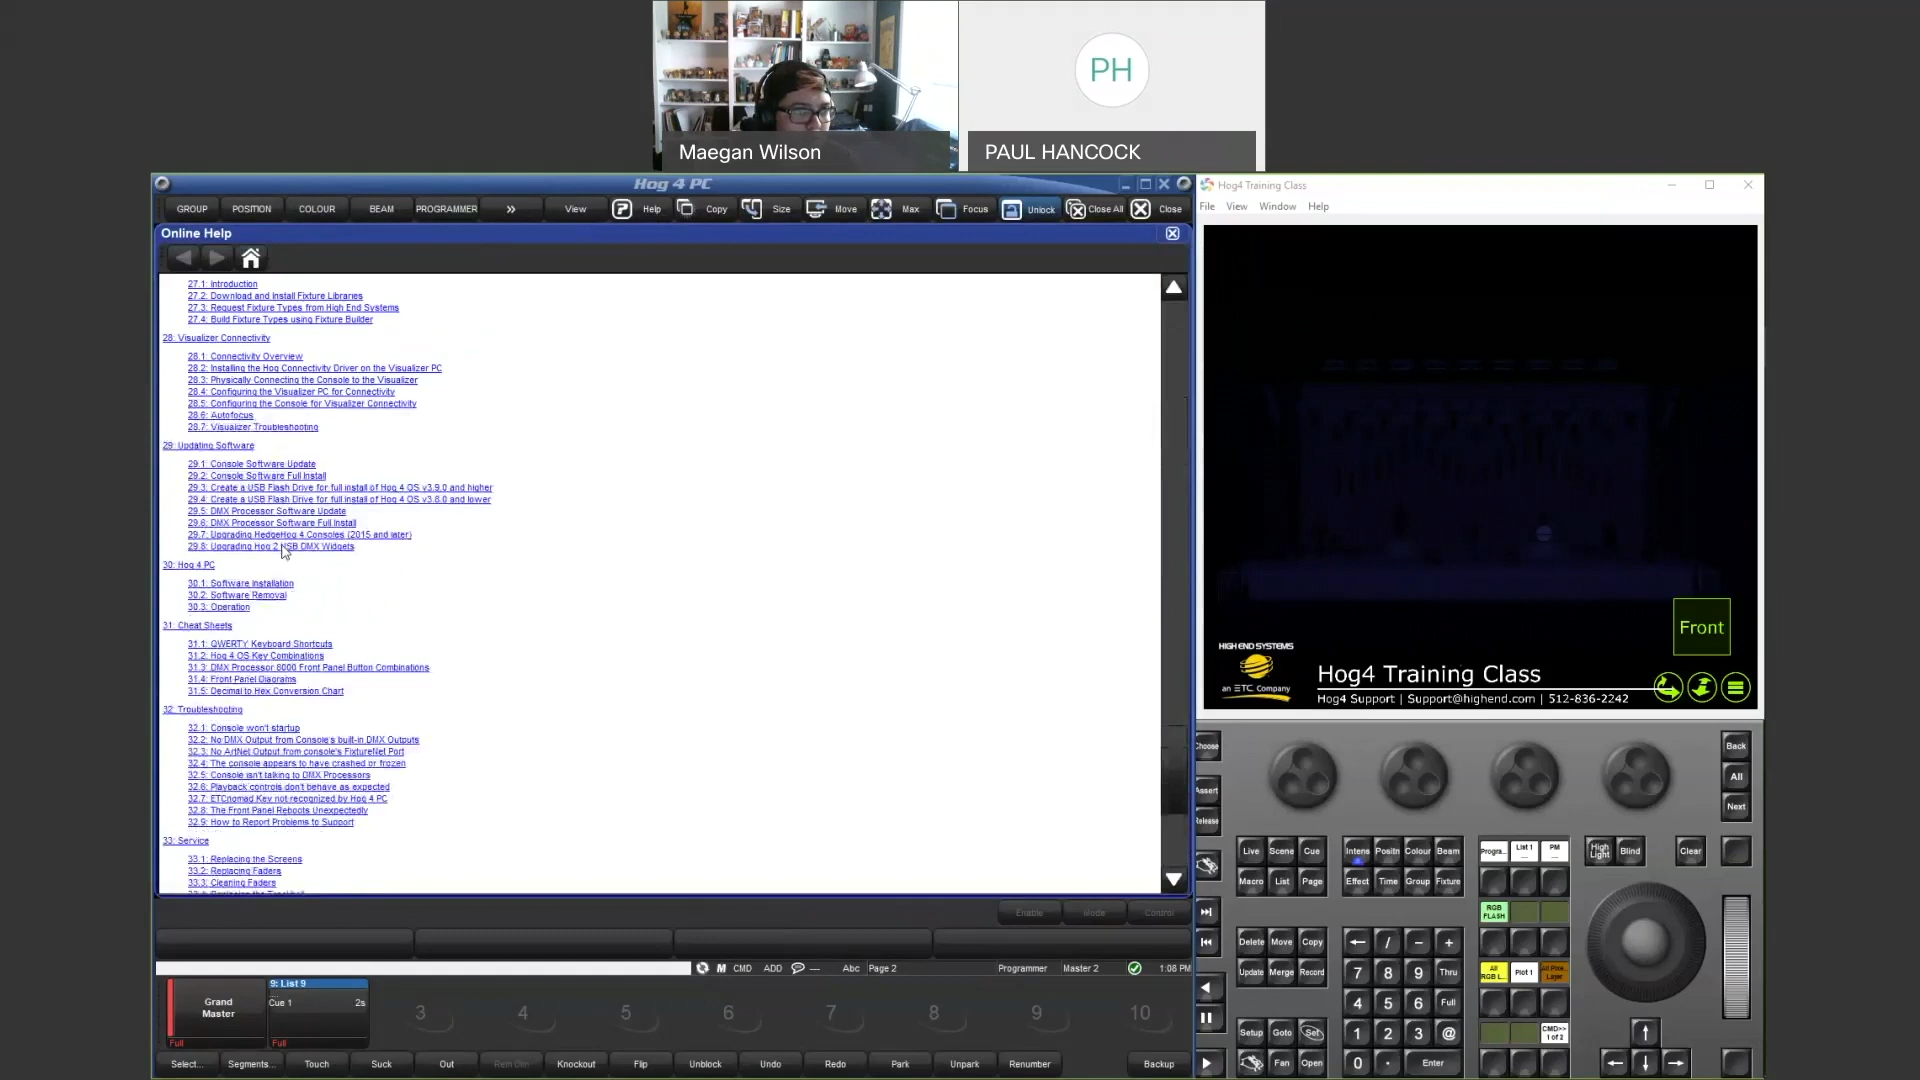 PH
Maegan Wilson
PAUL HANCOCK
Hog 4 PC
GROUP POSITION COLOUR BEAM PROGRAMMER » View Help Copy Size Move Max Focus Unlock Close All Close
Online Help
27.1: Introduction
27.2: Download and Install Fixture Libraries
27.3: Request Fixture Types from High End Systems
27.4: Build Fixture Types using Fixture Builder
28: Visualizer Connectivity
28.1: Connectivity Overview
28.2: Installing the Hog Connectivity Driver on the Visualizer PC
28.3: Physically Connecting the Console to the Visualizer
28.4: Configuring the Visualizer PC for Connectivity
28.5: Configuring the Console for Visualizer Connectivity
28.6: Autofocus
28.7: Visualizer Troubleshooting
29: Updating Software
29.1: Console Software Update
29.2: Console Software Full Install
29.3: Create a USB Flash Drive for full install of Hog 4 OS v3.9.0 and higher
29.4: Create a USB Flash Drive for full install of Hog 4 OS v3.8.0 and lower
29.5: DMX Processor Software Update
29.6: DMX Processor Software Full Install
29.7: Upgrading HedgeHog 4 Consoles (2015 and later)
29.8: Upgrading Hog 2 USB DMX Widgets
30: Hog 4 PC
30.1: Software Installation
30.2: Software Removal
30.3: Operation
31: Cheat Sheets
31.1: QWERTY Keyboard Shortcuts
31.2: Hog 4 OS Key Combinations
31.3: DMX Processor 8000 Front Panel Button Combinations
31.4: Front Panel Diagrams
31.5: Decimal to Hex Conversion Chart
32: Troubleshooting
32.1: Console won't startup
32.2: No DMX Output from Console's built-in DMX Outputs
32.3: No ArtNet Output from console's FixtureNet Port
32.4: The console appears to have crashed or frozen
32.5: Console isn't talking to DMX Processors
32.6: Playback controls don't behave as expected
32.7: ETCnomad Key not recognized by Hog 4 PC
32.8: The Front Panel Reboots Unexpectedly
32.9: How to Report Problems to Support
33: Service
33.1: Replacing the Screens
33.2: Replacing Faders
33.3: Cleaning Faders
Enable Mode Control
M CMD ADD — Abc Page 2 Programmer Master 2 1:08 PM
Grand Master
Full
9: List 9
Cue 1 2s
Full
3 4 5 6 7 8 9 10
Select... Segments... Touch Suck Out Rem Dim Knockout Flip Unblock Undo Redo Park Unpark Renumber Backup
Hog4 Training Class
File View Window Help
Front
HIGH END SYSTEMS
an ETC Company
Hog4 Training Class
Hog4 Support | Support@highend.com | 512-836-2242
Choose
Assert
Release
Back
All
Next
Live Scene Cue Intens Positn Colour Beam Progra... List 1 PM High Light Blind Clear
Macro List Page Effect Time Group Fixture
RGB FLASH
Delete Move Copy ← / − +
Update Merge Record 7 8 9 Thru
All RGB L... Plot 1
4 5 6 Full
Setup Goto Set 1 2 3 @
CMD>> 1 of 2
Fan Open 0 . Enter